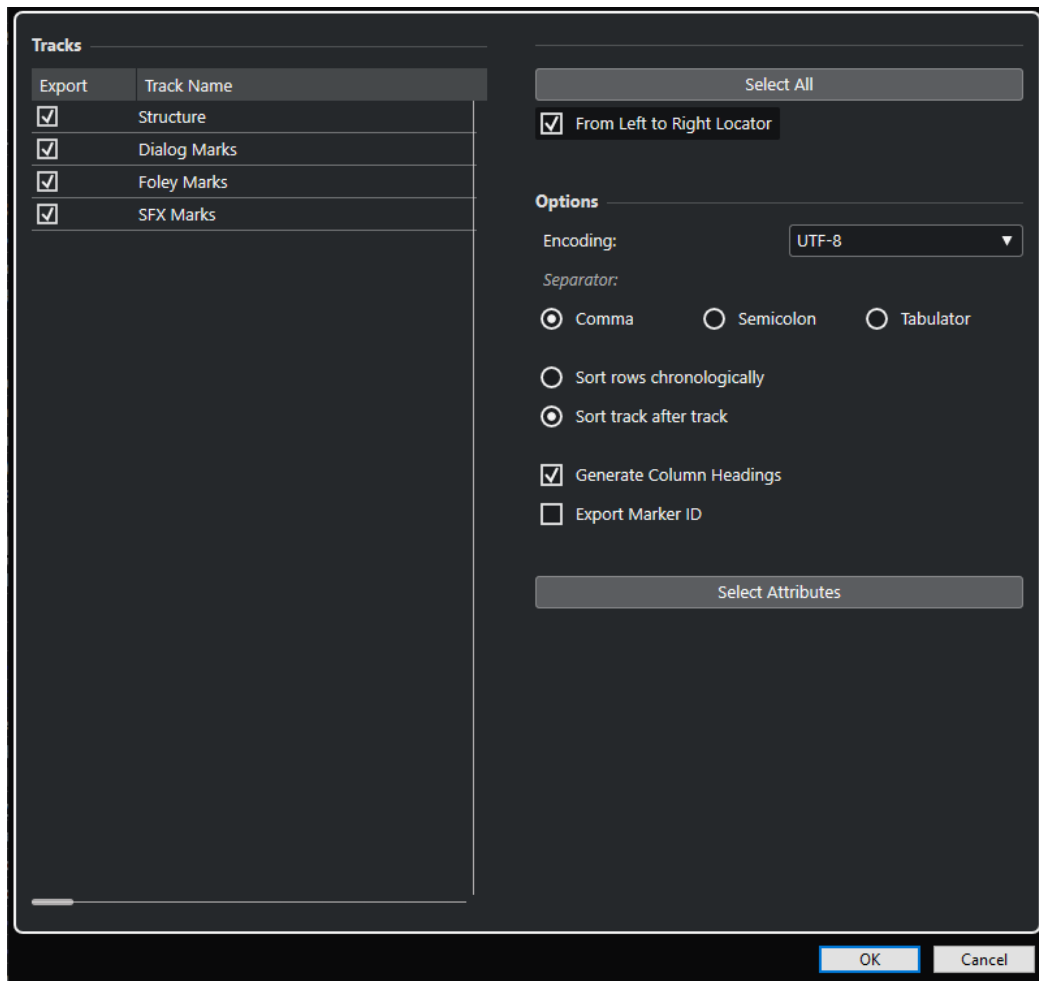 Tracks
Export Track Name
Structure
Dialog Marks
Foley Marks
SFX Marks
Select All
From Left to Right Locator
Options
Encoding: UTF-8
Separator:
Comma Semicolon Tabulator
Sort rows chronologically
Sort track after track
Generate Column Headings
Export Marker ID
Select Attributes
OK Cancel